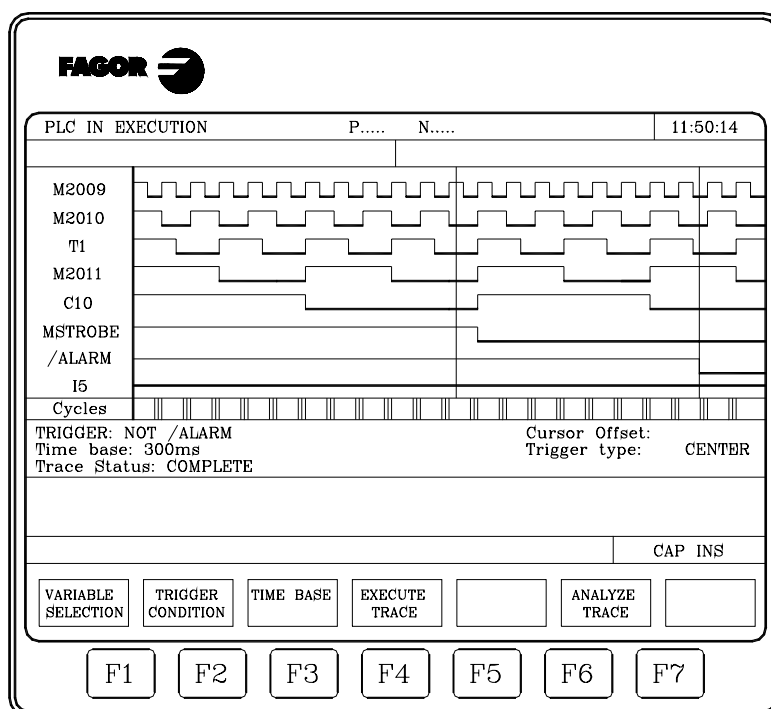 FAGOR
PLC IN EXECUTION P..... N..... 11:50:14
M2009
M2010
T1
M2011
C10
MSTROBE
/ALARM
I5
Cycles
TRIGGER: NOT /ALARM Cursor Offset:
Time base: 300ms Trigger type: CENTER
Trace Status: COMPLETE
CAP INS
VARIABLE SELECTION
TRIGGER CONDITION
TIME BASE
EXECUTE TRACE
ANALYZE TRACE
F1 F2 F3 F4 F5 F6 F7